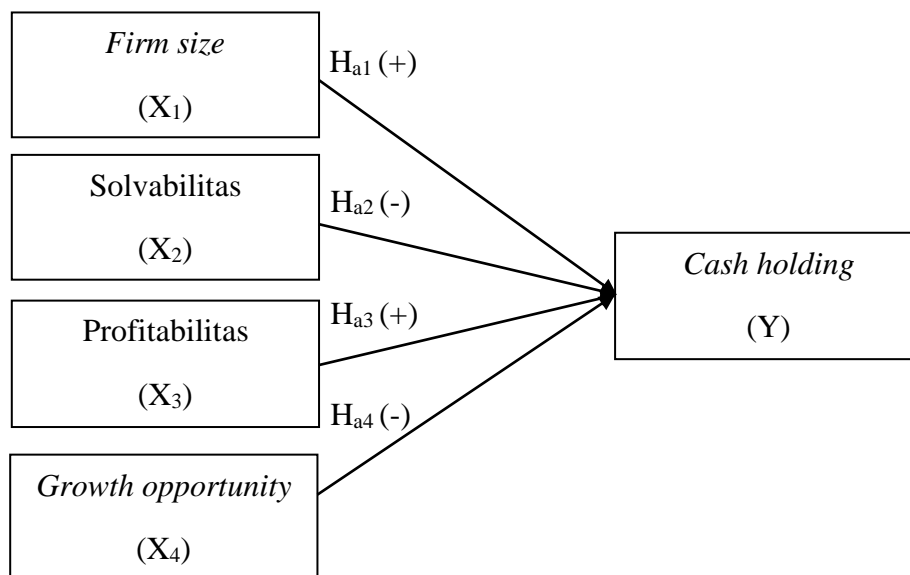 Firm size
(X₁)
Hₐ₁ (+)
Solvabilitas
(X₂)
Hₐ₂ (-)
Profitabilitas
(X₃)
Hₐ₃ (+)
Growth opportunity
(X₄)
Hₐ₄ (-)
Cash holding
(Y)